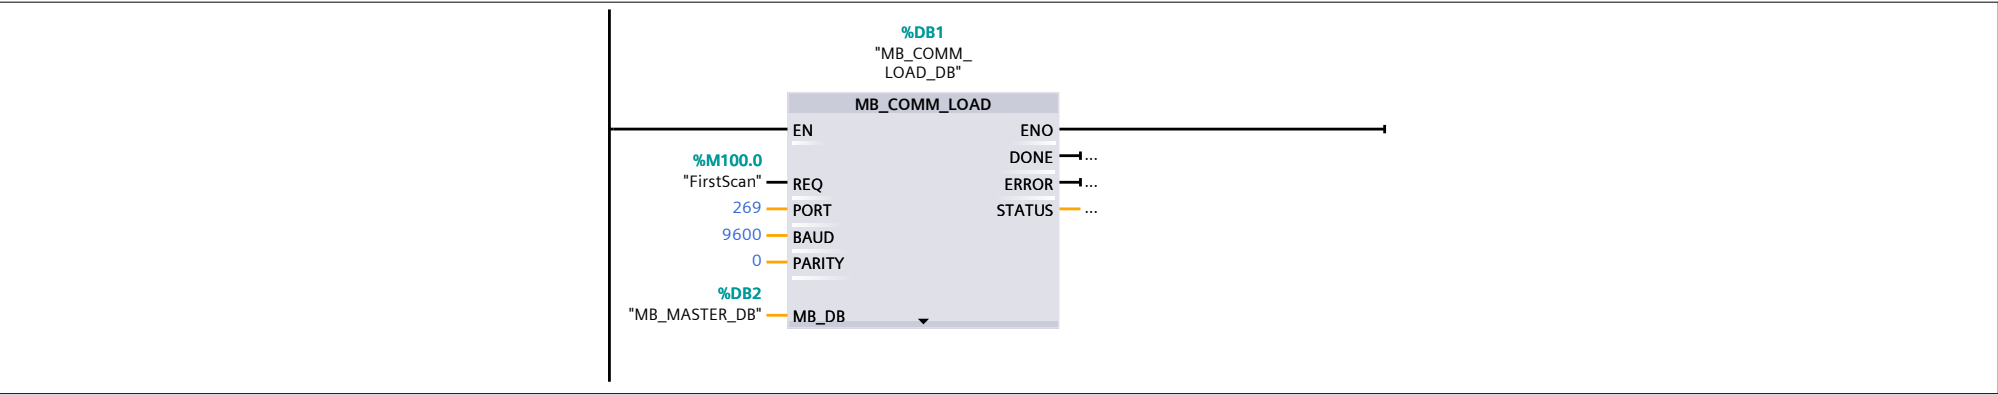 %DB1
"MB_COMM_
LOAD_DB"
MB_COMM_LOAD
EN
ENO
DONE
...
%M100.0
"FirstScan"
REQ
ERROR
...
269
PORT
STATUS
...
9600
BAUD
0
PARITY
%DB2
"MB_MASTER_DB"
MB_DB